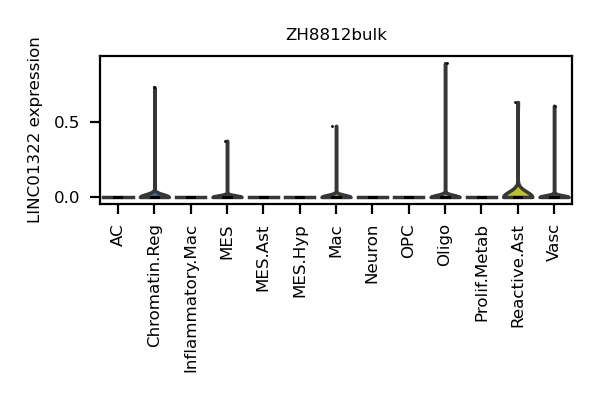 ZH8812bulk
LINC01322 expression
0.5
0.0
AC
Chromatin.Reg
Inflammatory.Mac
MES
MES.Ast
MES.Hyp
Mac
Neuron
OPC
Oligo
Prolif.Metab
Reactive.Ast
Vasc